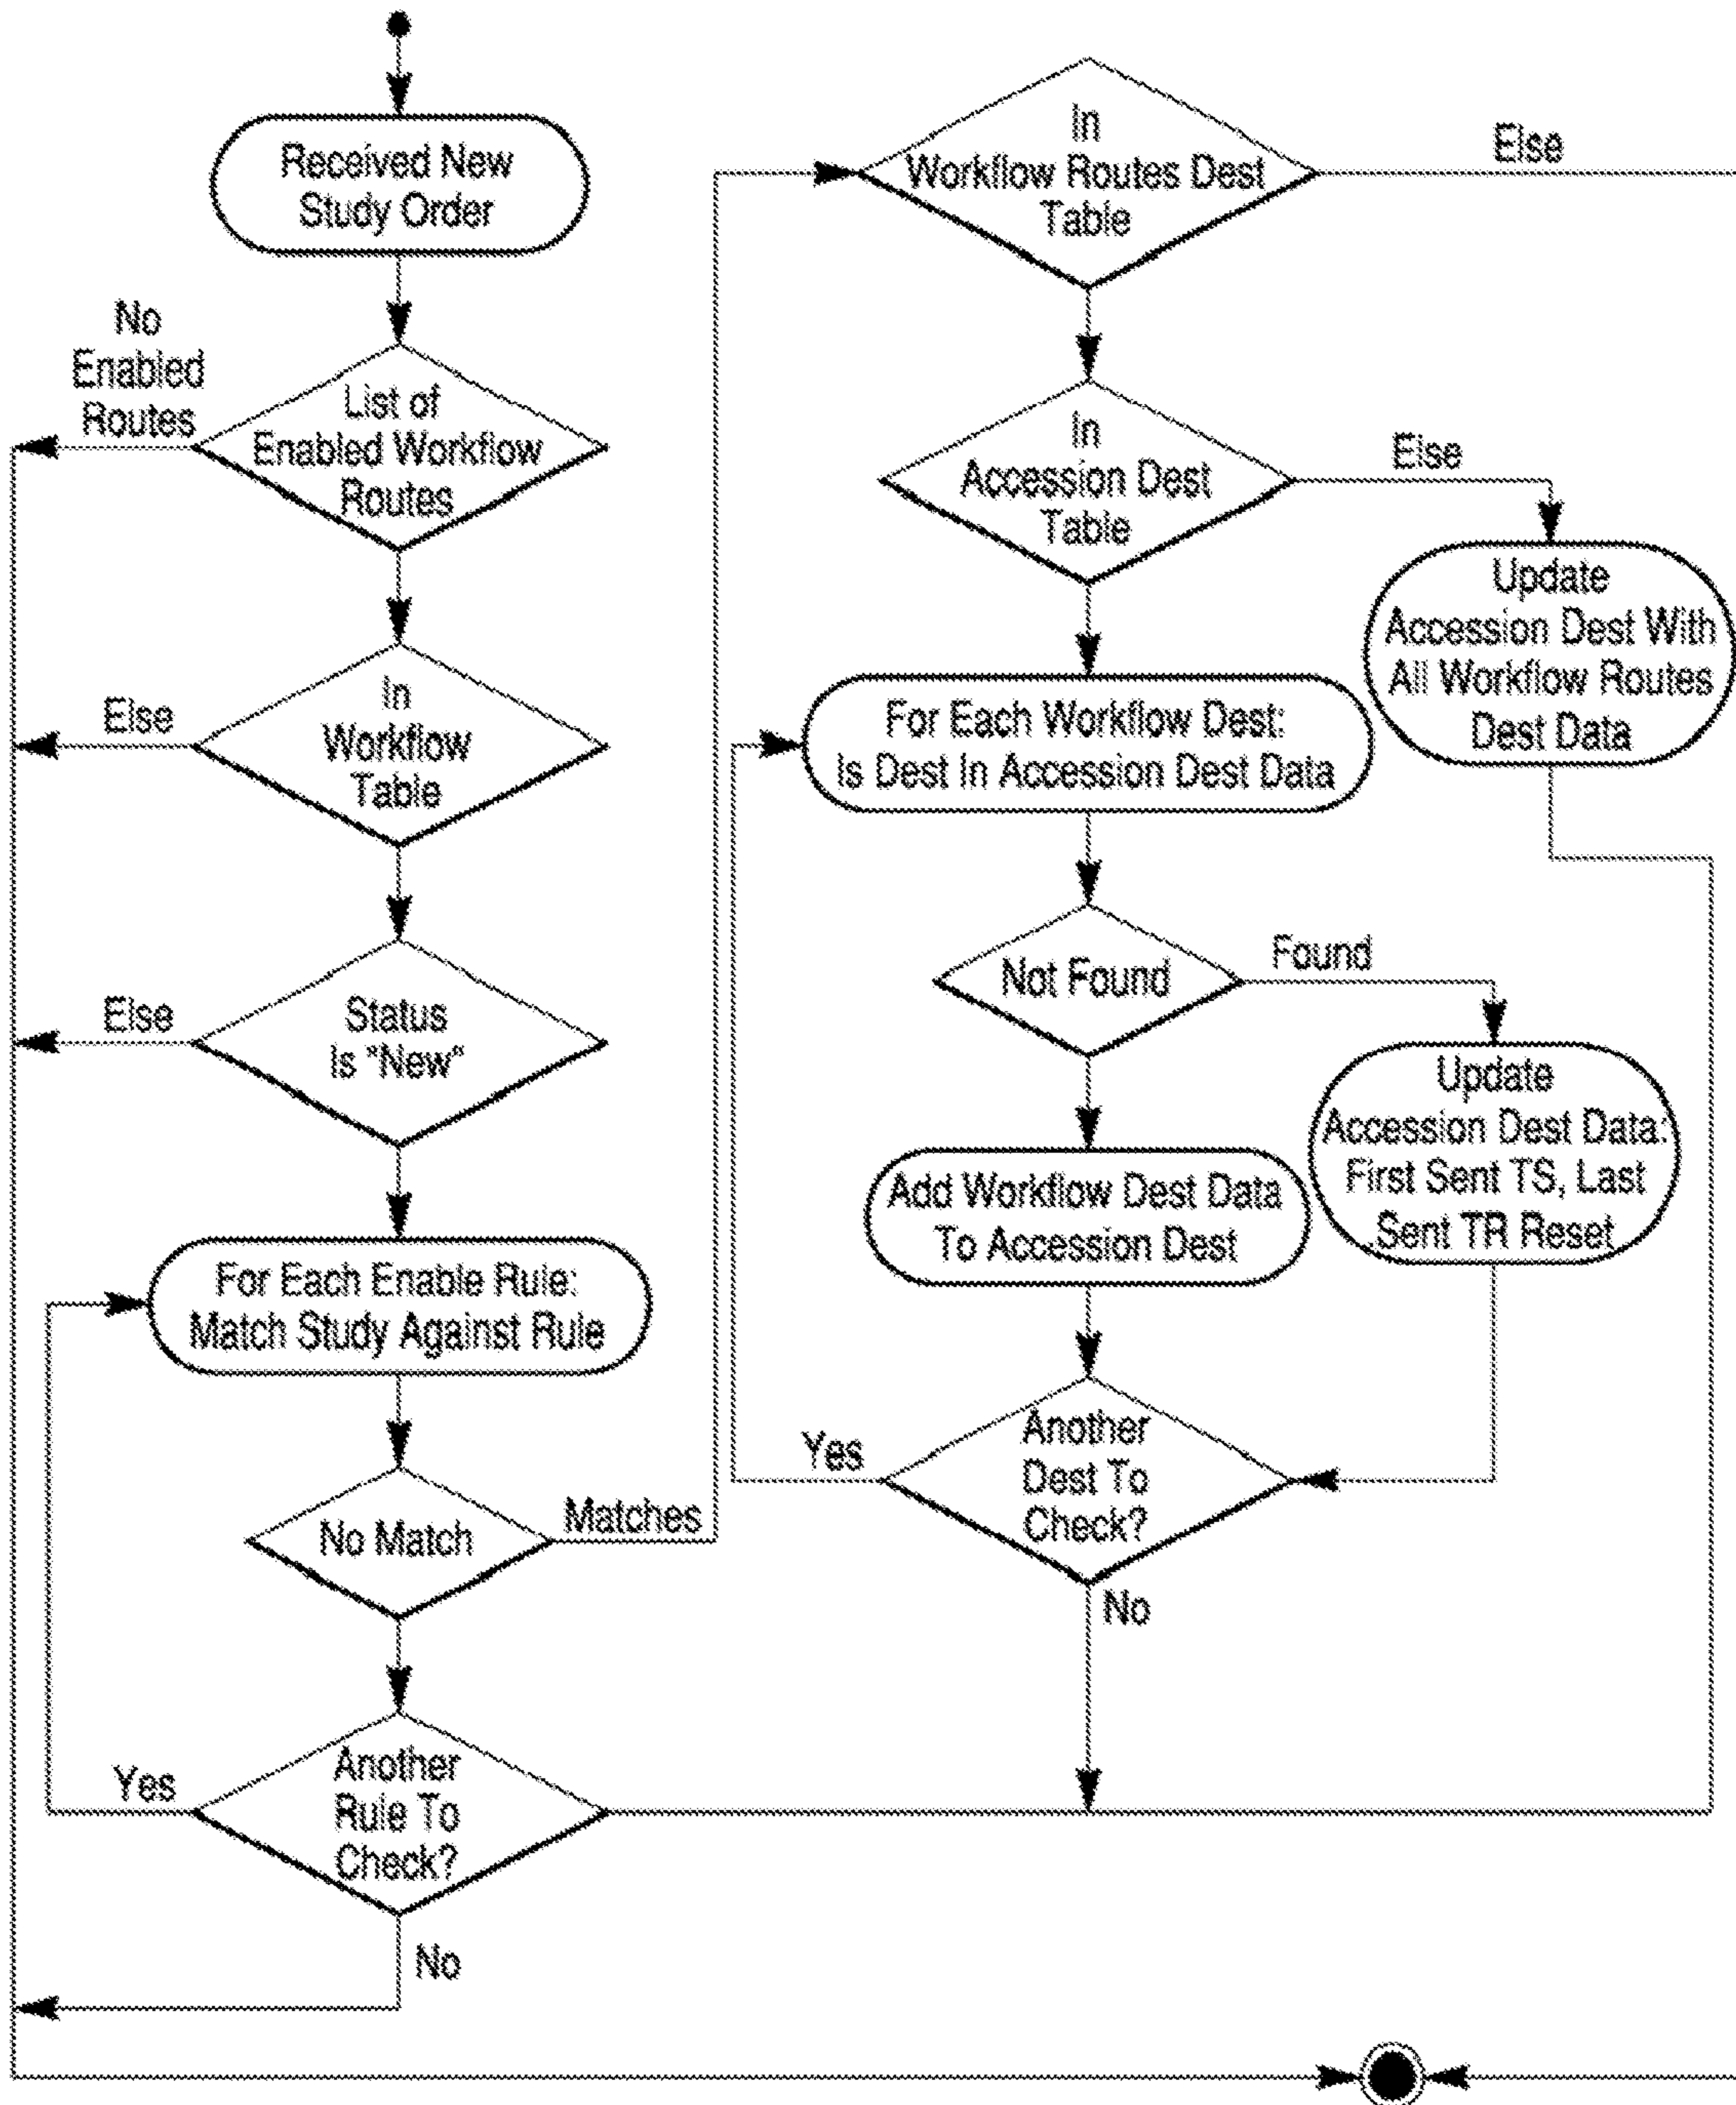 Received New
Study Order
No
Enabled
Routes
List of
Enabled Workflow
Routes
Else
In
Workflow
Table
Else
Status
Is "New"
For Each Enable Rule:
Match Study Against Rule
No Match
Matches
Yes
Another
Rule To
Check?
No
In
Workflow Routes Dest
Table
Else
In
Accession Dest
Table
Else
Update
Accession Dest With
All Workflow Routes
Dest Data
For Each Workflow Dest:
Is Dest In Accession Dest Data
Not Found
Found
Update
Accession Dest Data:
First Sent TS, Last
Sent TR Reset
Add Workflow Dest Data
To Accession Dest
Yes
Another
Dest To
Check?
No